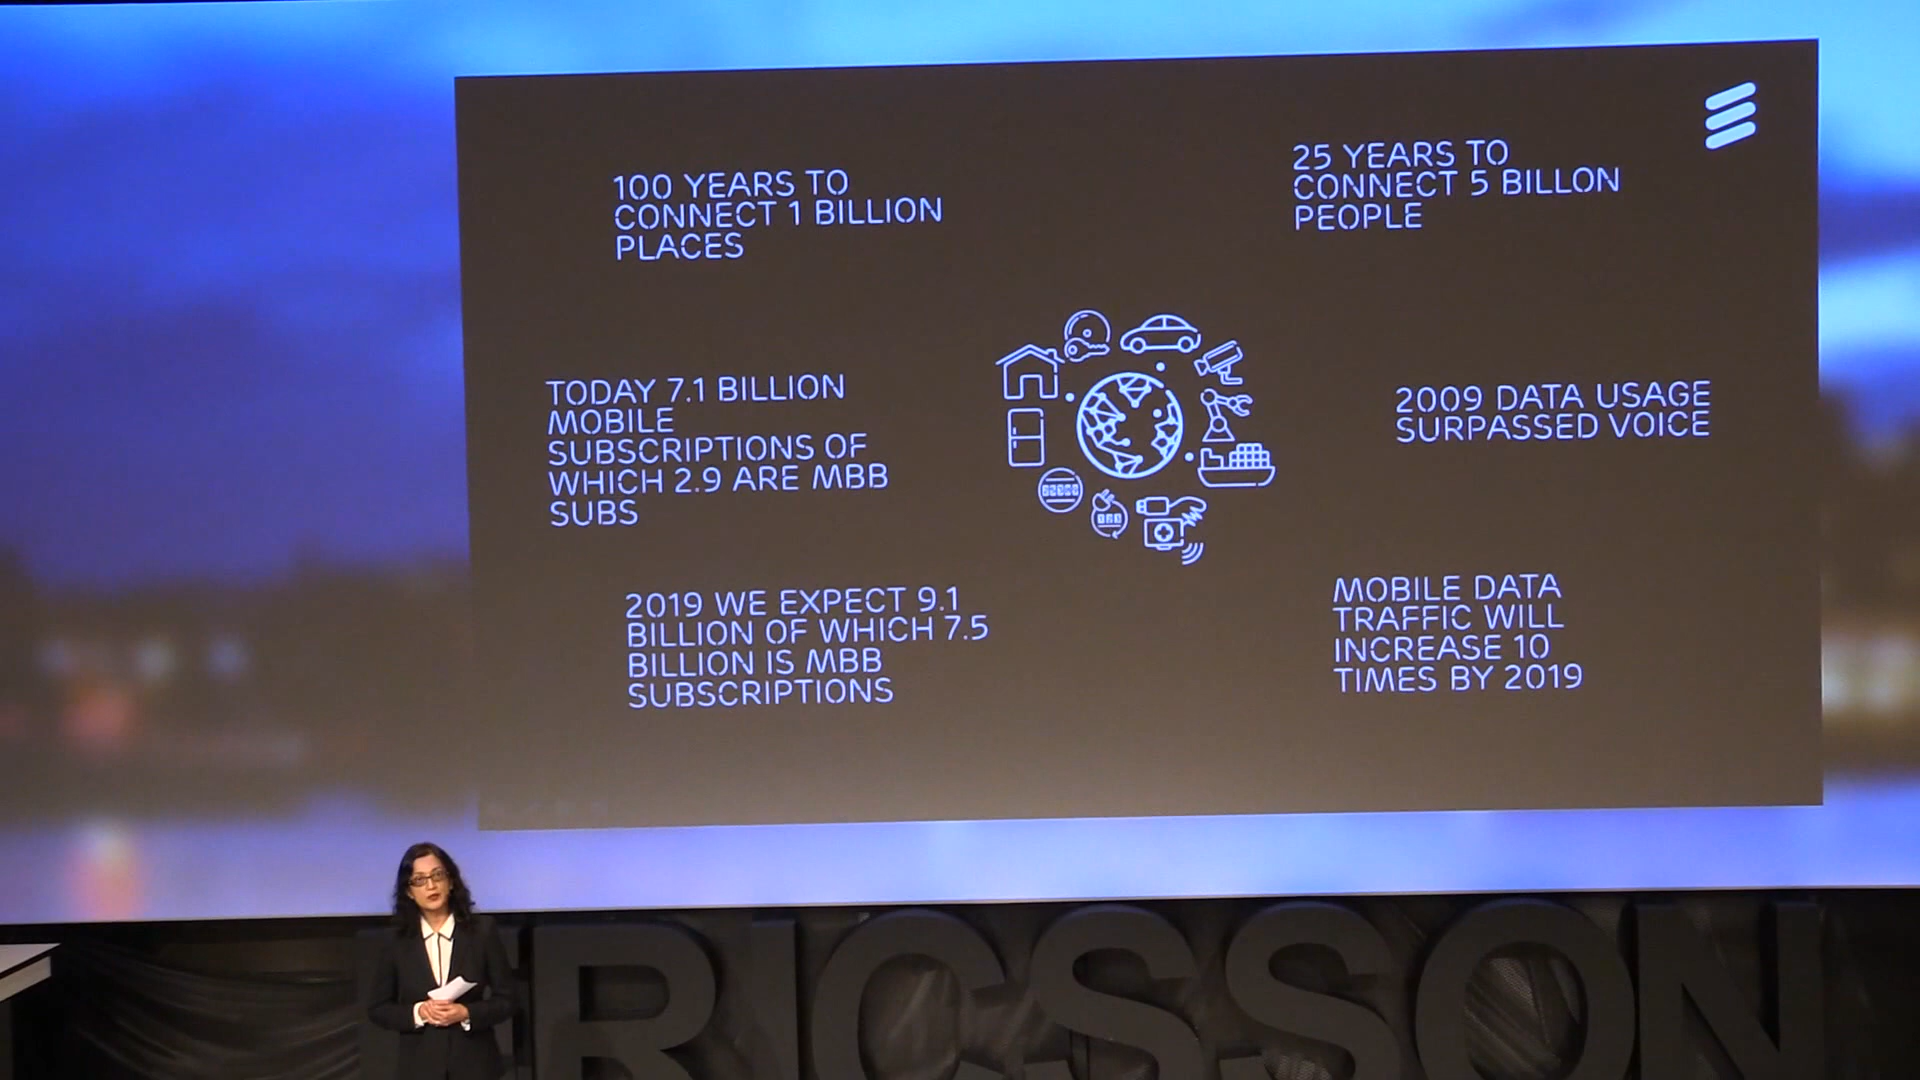 100 YEARS TO
CONNECT 1 BILLION
PLACES
25 YEARS TO
CONNECT 5 BILLON
PEOPLE
TODAY 7.1 BILLION
MOBILE
SUBSCRIPTIONS OF
WHICH 2.9 ARE MBB
SUBS
2009 DATA USAGE
SURPASSED VOICE
123
2019 WE EXPECT 9.1
BILLION OF WHICH 7.5
BILLION IS MBB
SUBSCRIPTIONS
MOBILE DATA
TRAFFIC WILL
INCREASE 10
TIMES BY 2019
ERICSSON